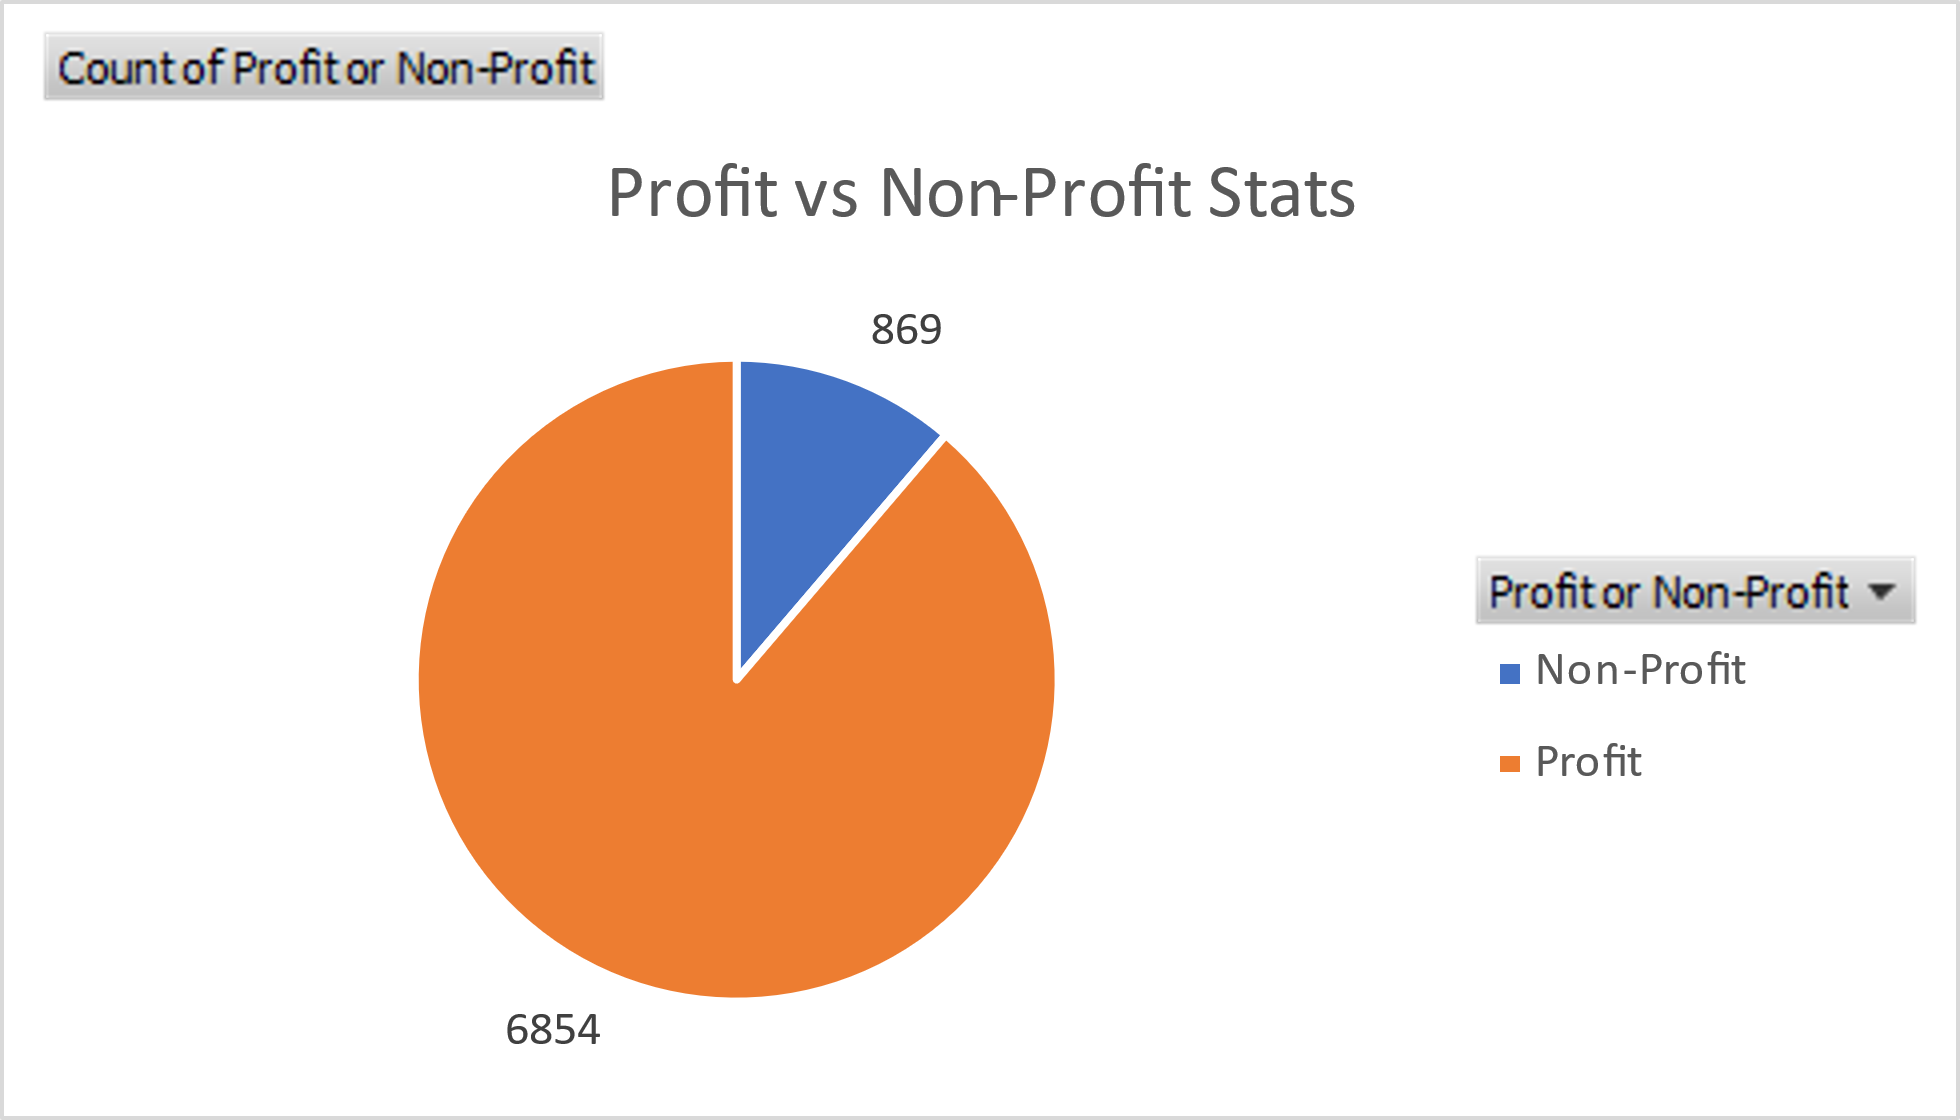 Count of Profit or Non-Profit
Profit vs Non-Profit Stats
869
Profit or Non-Profit
Non-Profit
Profit
6854